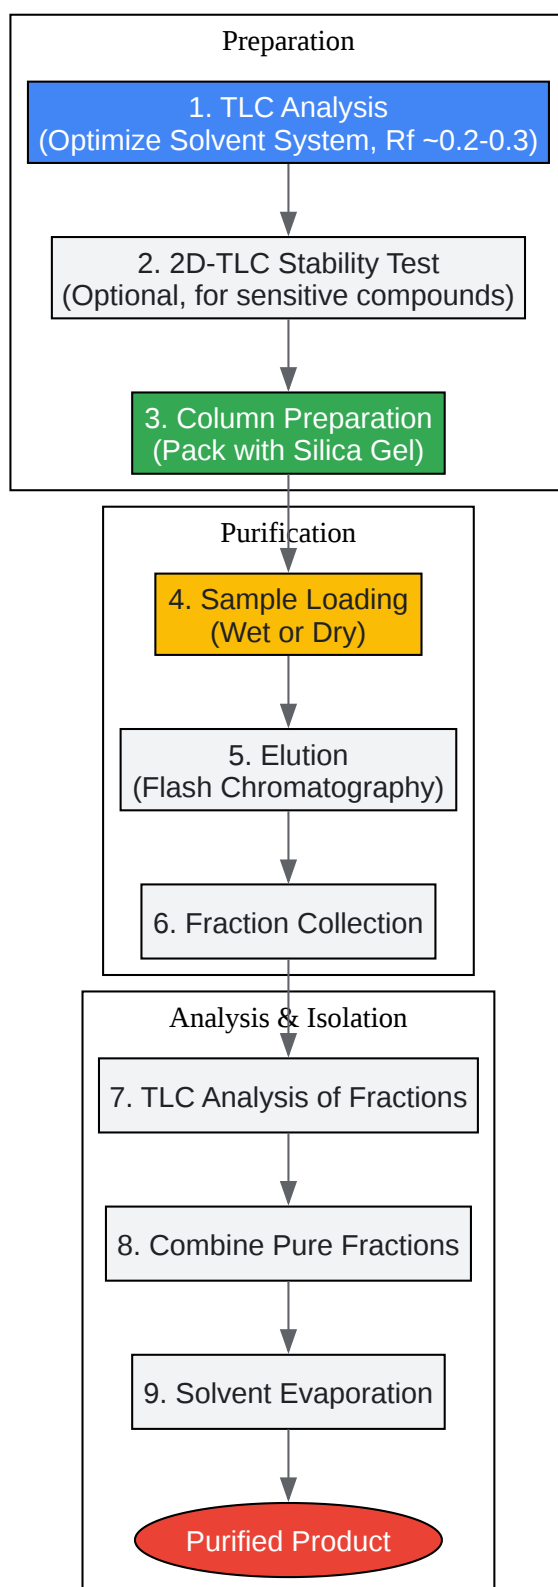 Preparation
1. TLC Analysis
(Optimize Solvent System, Rf ~0.2-0.3)
2. 2D-TLC Stability Test
(Optional, for sensitive compounds)
3. Column Preparation
(Pack with Silica Gel)
Purification
4. Sample Loading
(Wet or Dry)
5. Elution
(Flash Chromatography)
6. Fraction Collection
Analysis & Isolation
7. TLC Analysis of Fractions
8. Combine Pure Fractions
9. Solvent Evaporation
Purified Product